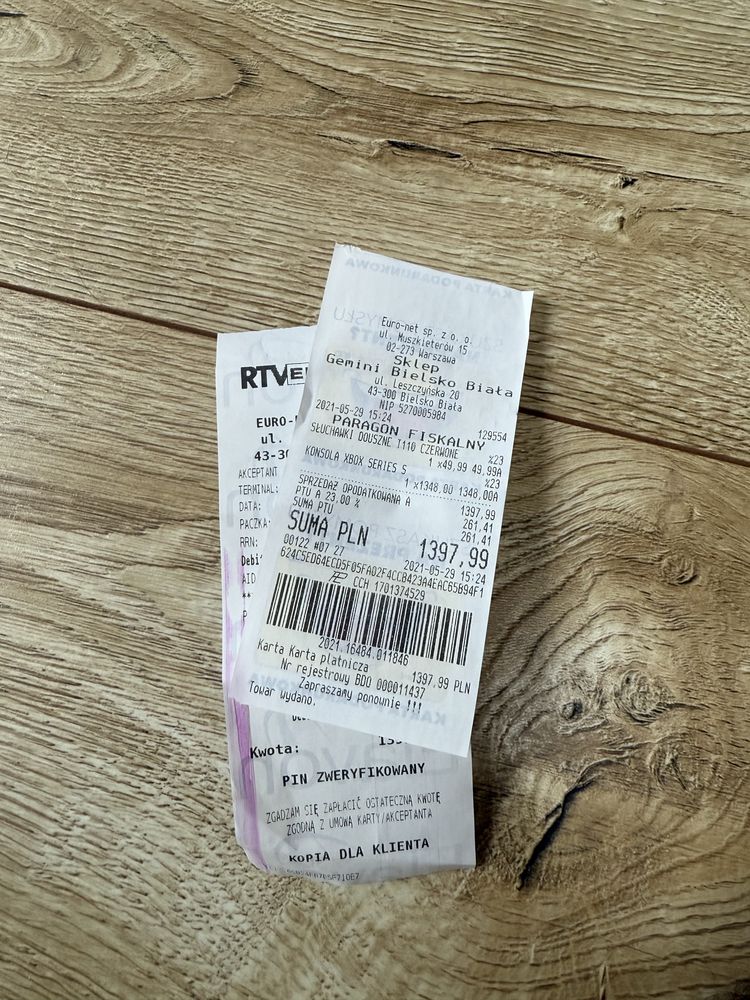 Euro-net sp. z o. o.
ul. Muszkieterów 15
02-273 Warszawa
Sklep
Gemini Bielsko Biała
ul. Leszczyńska 20
43-300 Bielsko Biała
NIP 5270005984
2021-05-29 15:24 129554
PARAGON FISKALNY
SŁUCHAWKI DOUSZNE T110 CZERWONE %23
1 x49,99 49,99A
KONSOLA XBOX SERIES S %23
1 x1348,00 1348,00A
SPRZEDAŻ OPODATKOWANA A 1397,99
PTU A 23.00 % 261,41
SUMA PTU 261,41
SUMA PLN 1397,99
00122 #07 27 2021-05-29 15:24
624C5ED64ECD5F05FA02F4CCB423A4EAC65B94F1
CCH 1701374529
2021.16484.011846
Karta Karta płatnicza 1397.99 PLN
Nr rejestrowy BDO 000011437
Zapraszamy ponownie !!!
Towar wydano.
RTV
EURO-
ul.
43-30
AKCEPTANT
TERMINAL:
DATA:
PACZKA:
RRN:
AID
Kwota:
PIN ZWERYFIKOWANY
ZGADZAM SIĘ ZAPŁACIĆ OSTATECZNĄ KWOTĘ
ZGODNĄ Z UMOWĄ KARTY/AKCEPTANTA
KOPIA DLA KLIENTA